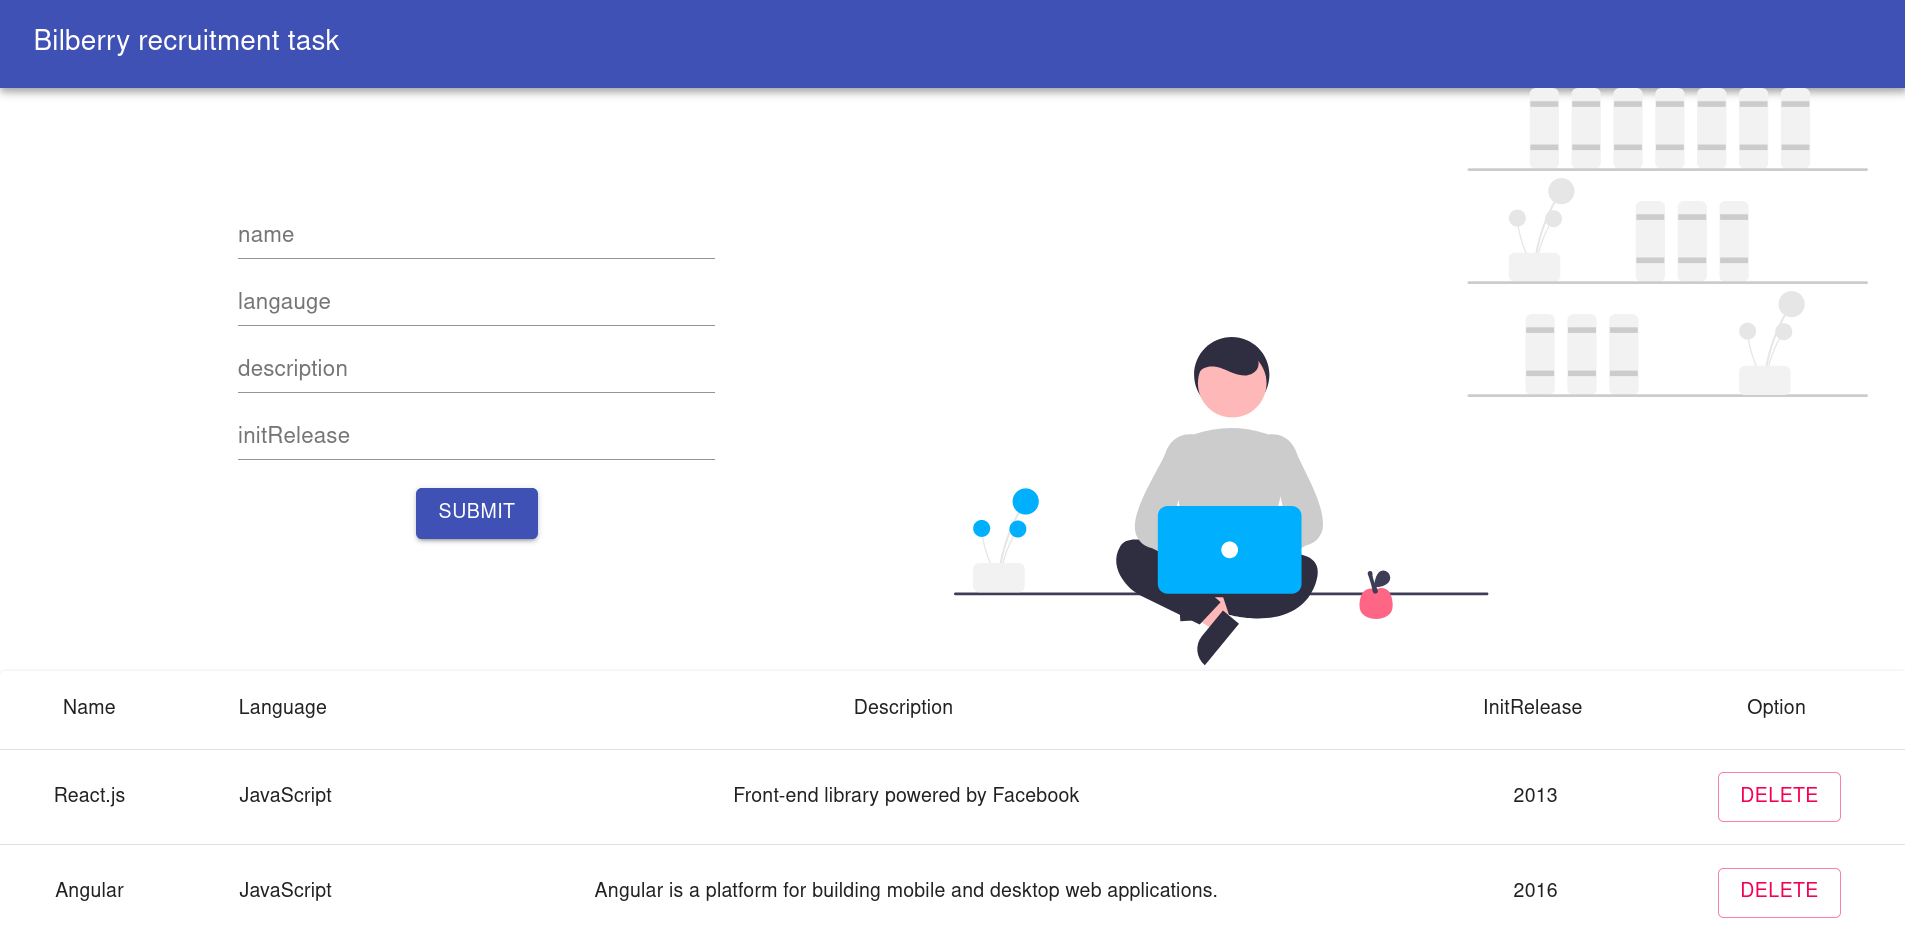 Bilberry recruitment task
name
langauge
description
initRelease
SUBMIT
Name Language Description InitRelease Option
React.js JavaScript Front-end library powered by Facebook 2013 DELETE
Angular JavaScript Angular is a platform for building mobile and desktop web applications. 2016 DELETE